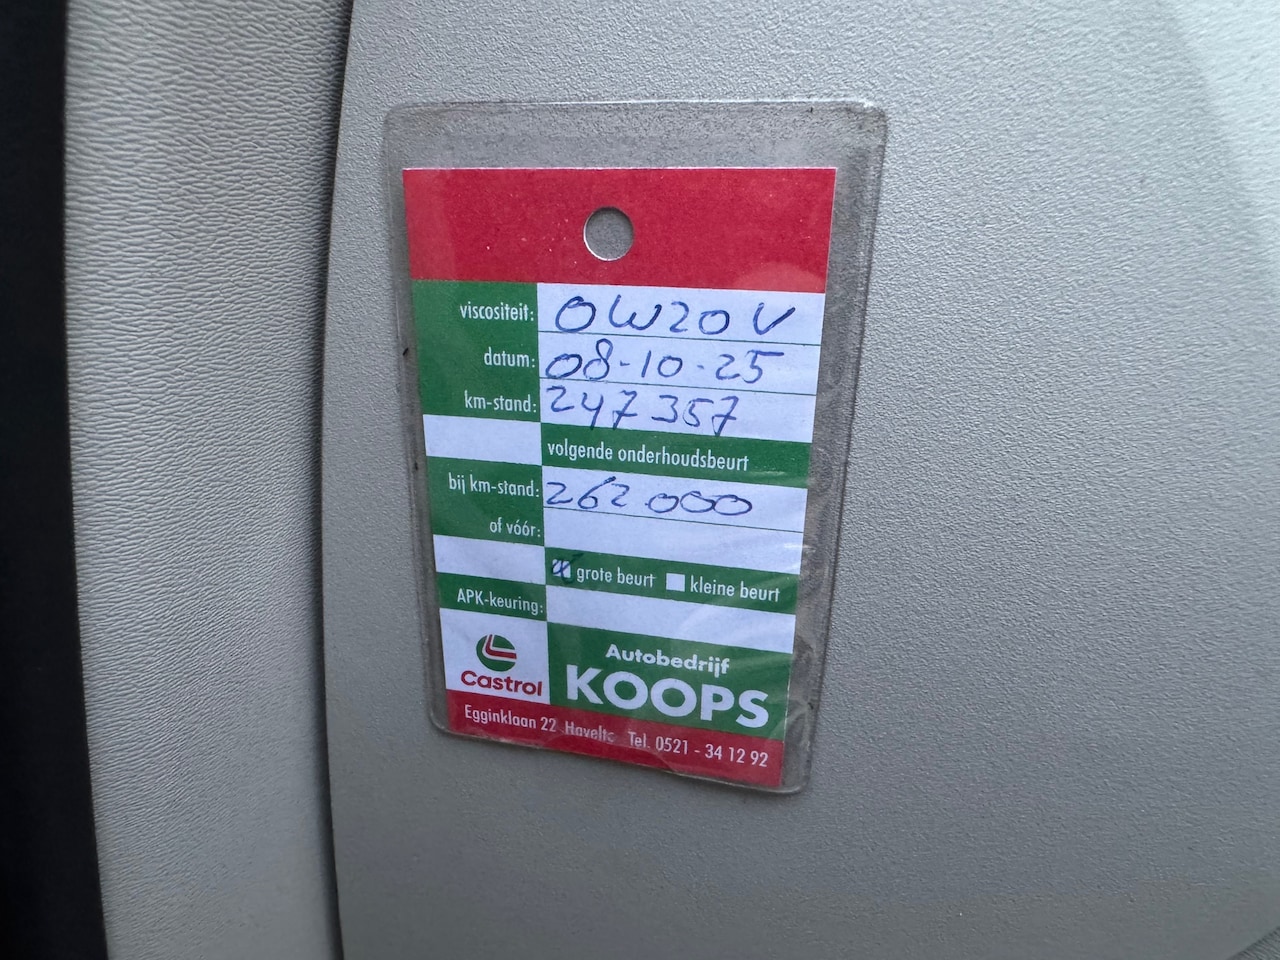 viscositeit: 0W20 V
datum: 08-10-25
km-stand: 247357
volgende onderhoudsbeurt
bij km-stand: 262.000
of vóór:
grote beurt kleine beurt
APK-keuring:
Castrol
Autobedrijf
KOOPS
Egginklaan 22 Havelte Tel. 0521 - 34 12 92